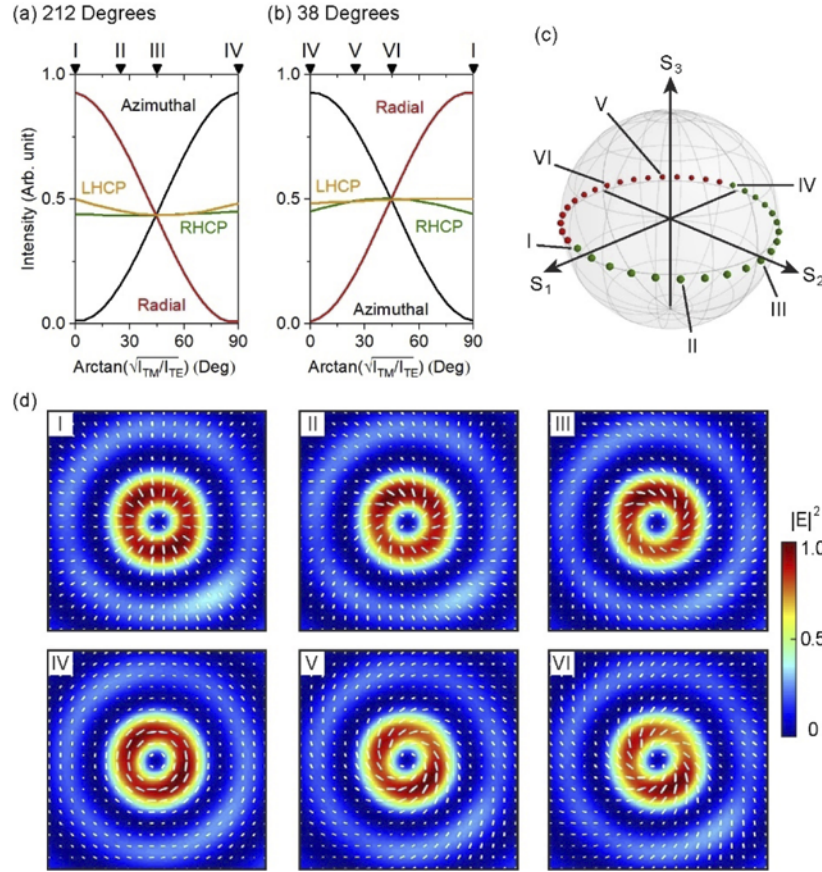 (a) 212 Degrees
I II III IV
1.0
0.5
0.0
Intensity (Arb. unit)
Azimuthal
LHCP
RHCP
Radial
0 30 60 90
Arctan(√I_TM/I_TE) (Deg)
(b) 38 Degrees
IV V VI I
Radial
LHCP
RHCP
Azimuthal
0 30 60 90
Arctan(√I_TM/I_TE) (Deg)
(c)
S3
V
VI
IV
I
S1
S2
III
II
(d)
I
II
III
IV
V
VI
|E|²
1.0
0.5
0